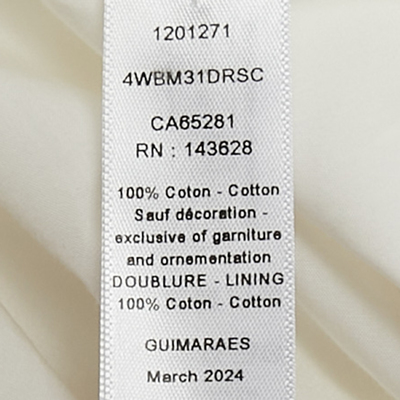 1201271
4WBM31DRSC
CA65281
RN : 143628
100% Coton - Cotton
Sauf décoration -
exclusive of garniture
and ornementation
DOUBLURE - LINING
100% Coton - Cotton
GUIMARAES
March 2024